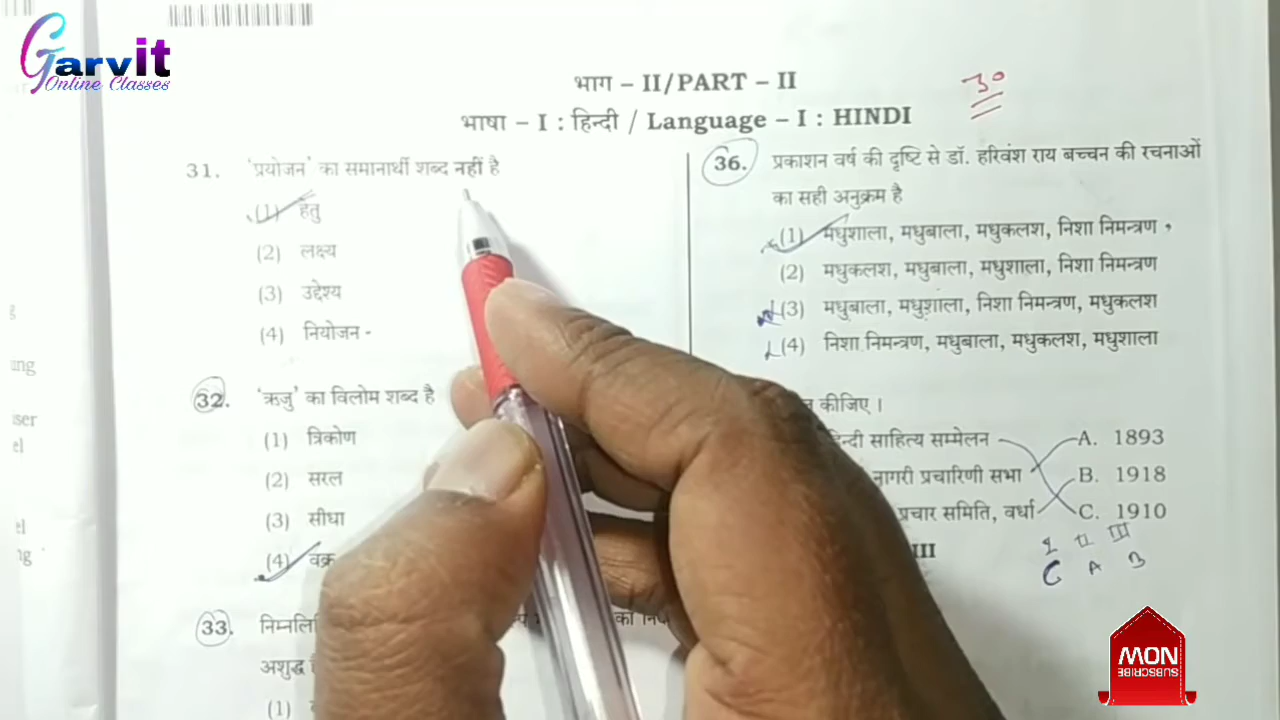 Garvit
Online Classes
भाग – II/PART – II
30
भाषा – I : हिन्दी / Language – I : HINDI
31. 'प्रयोजन' का समानार्थी शब्द नहीं है
(1) हेतु
(2) लक्ष्य
(3) उद्देश्य
(4) नियोजन -
32. 'ऋजु' का विलोम शब्द है
(1) त्रिकोण
(2) सरल
(3) सीधा
(4) वक्र
33.
अशुद्ध
(1)
36. प्रकाशन वर्ष की दृष्टि से डॉ. हरिवंश राय बच्चन की रचनाओं
का सही अनुक्रम है
(1) मधुशाला, मधुबाला, मधुकलश, निशा निमन्त्रण ,
(2) मधुकलश, मधुबाला, मधुशाला, निशा निमन्त्रण
(3) मधुबाला, मधुशाला, निशा निमन्त्रण, मधुकलश
(4) निशा निमन्त्रण, मधुबाला, मधुकलश, मधुशाला
कीजिए ।
हिन्दी साहित्य सम्मेलन A. 1893
नागरी प्रचारिणी सभा B. 1918
प्रचार समिति, वर्धा C. 1910
III
I II III
C A B
NOW
SUBSCRIBE